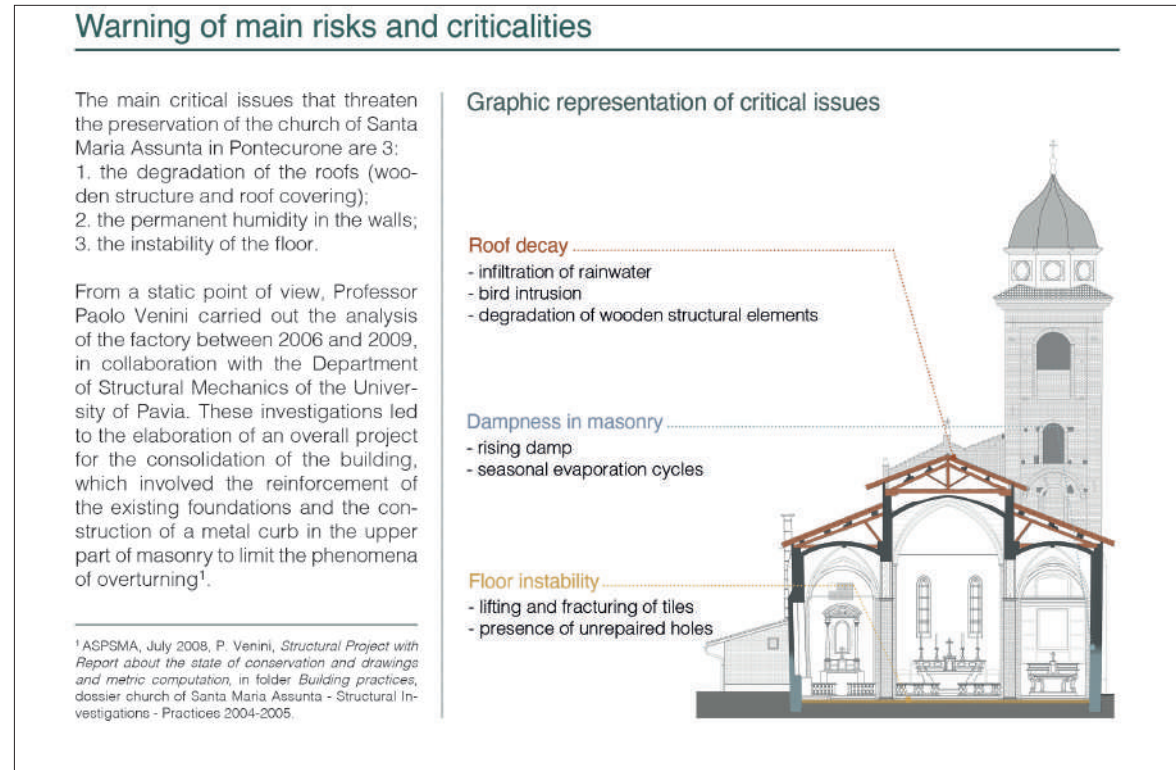 Warning of main risks and criticalities
The main critical issues that threaten
the preservation of the church of Santa
Maria Assunta in Pontecurone are 3:
1. the degradation of the roofs (woo-
den structure and roof covering);
2. the permanent humidity in the walls;
3. the instability of the floor.
From a static point of view, Professor
Paolo Venini carried out the analysis
of the factory between 2006 and 2009,
in collaboration with the Department
of Structural Mechanics of the Univer-
sity of Pavia. These investigations led
to the elaboration of an overall project
for the consolidation of the building,
which involved the reinforcement of
the existing foundations and the con-
struction of a metal curb in the upper
part of masonry to limit the phenomena
of overturning¹.
¹ ASPSMA, July 2008, P. Venini, Structural Project with
Report about the state of conservation and drawings
and metric computation, in folder Building practices,
dossier church of Santa Maria Assunta - Structural In-
vestigations - Practices 2004-2005.
Graphic representation of critical issues
Roof decay
- infiltration of rainwater
- bird intrusion
- degradation of wooden structural elements
Dampness in masonry
- rising damp
- seasonal evaporation cycles
Floor instability
- lifting and fracturing of tiles
- presence of unrepaired holes